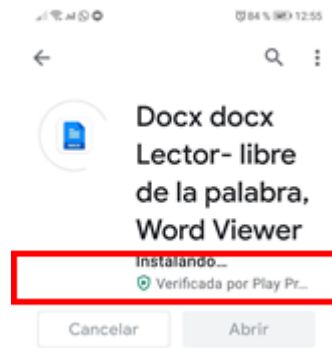 84 % 12:55
Docx docx
Lector- libre
de la palabra,
Word Viewer
Instalando...
Verificada por Play Pr...
Cancelar
Abrir